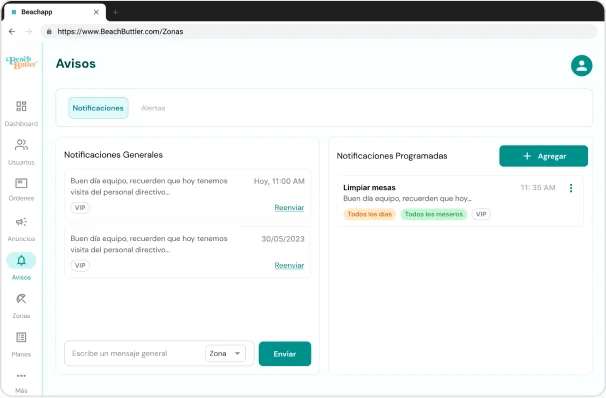 Beachapp
https://www.BeachButtler.com/Zonas
Beach
Butler
Avisos
Dashboard
Usuarios
Órdenes
Anuncios
Avisos
Zonas
Planes
Más
Notificaciones
Alertas
Notificaciones Generales
Buen día equipo, recuerden que hoy tenemos
visita del personal directivo...
Hoy, 11:00 AM
VIP
Reenviar
Buen día equipo, recuerden que hoy tenemos
visita del personal directivo...
30/05/2023
VIP
Reenviar
Escribe un mensaje general
Zona
Enviar
Notificaciones Programadas
Agregar
Limpiar mesas
11: 35 AM
Buen día equipo, recuerden que hoy...
Todos los días
Todos los meseros
VIP